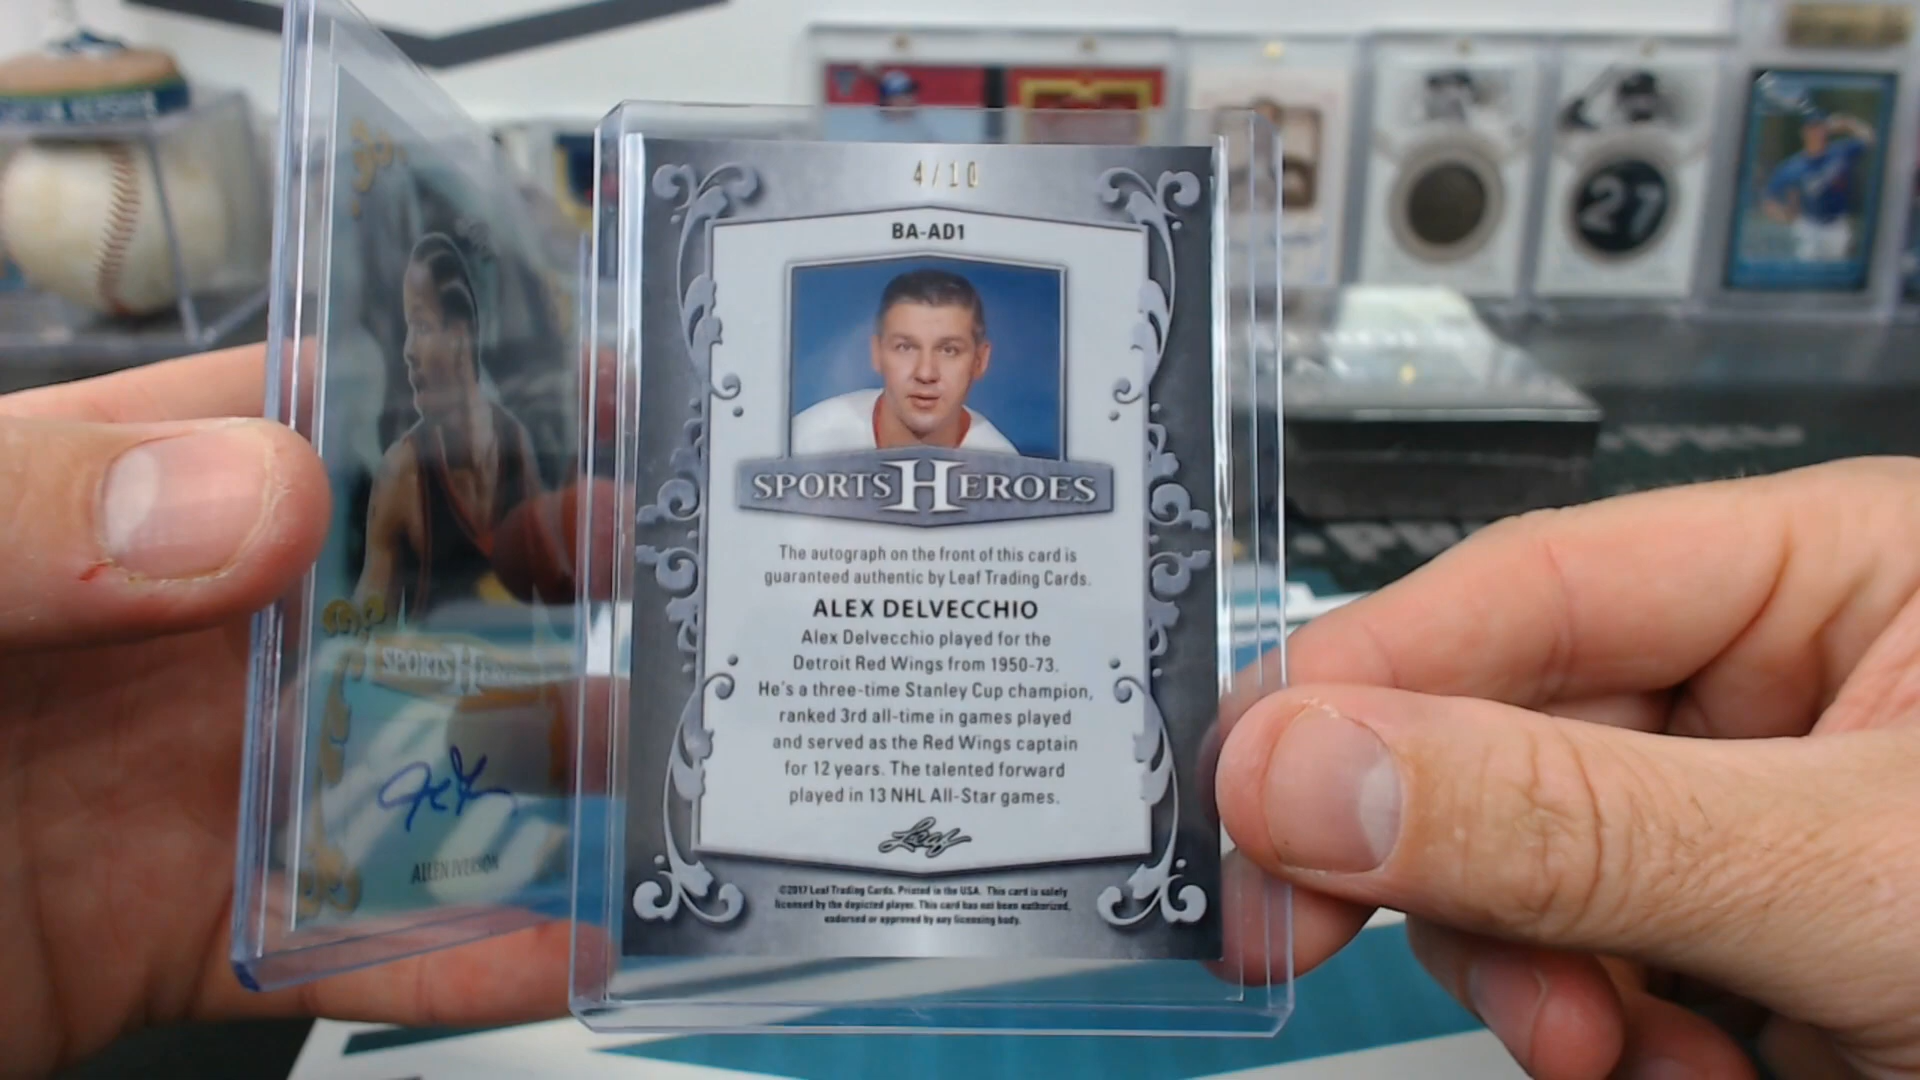 4/10
BA-AD1
SPORTS HEROES
The autograph on the front of this card is
guaranteed authentic by Leaf Trading Cards.
ALEX DELVECCHIO
Alex Delvecchio played for the
Detroit Red Wings from 1950-73.
He's a three-time Stanley Cup champion,
ranked 3rd all-time in games played
and served as the Red Wings captain
for 12 years. The talented forward
played in 13 NHL All-Star games.
Leaf
©2017 Leaf Trading Cards. Printed in the USA. This card is solely
licensed by the depicted player. This card has not been authorized,
endorsed or approved by any licensing body.
SPORTS
ALLEN IVERSON
27